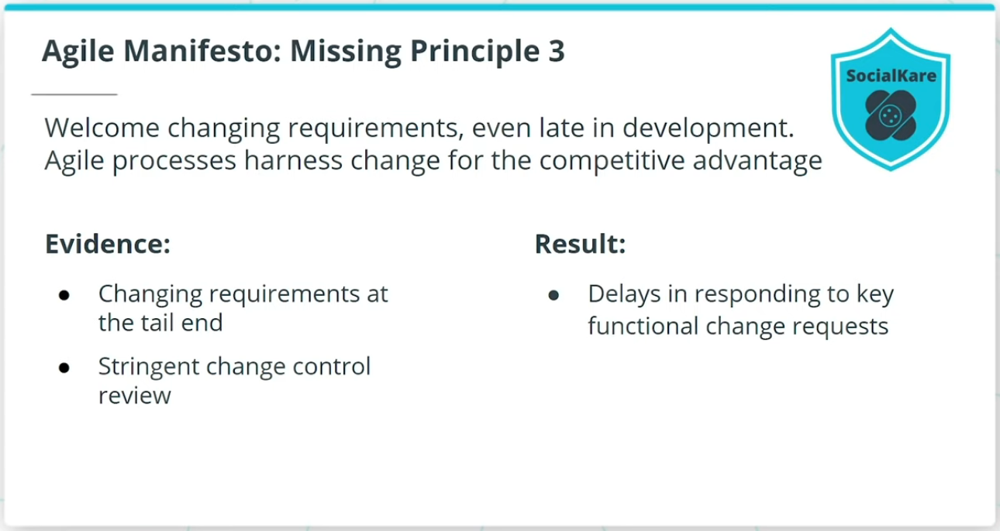 Agile Manifesto: Missing Principle 3
SocialKare
Welcome changing requirements, even late in development.
Agile processes harness change for the competitive advantage
Evidence:
● Changing requirements at
the tail end
● Stringent change control
review
Result:
● Delays in responding to key
functional change requests